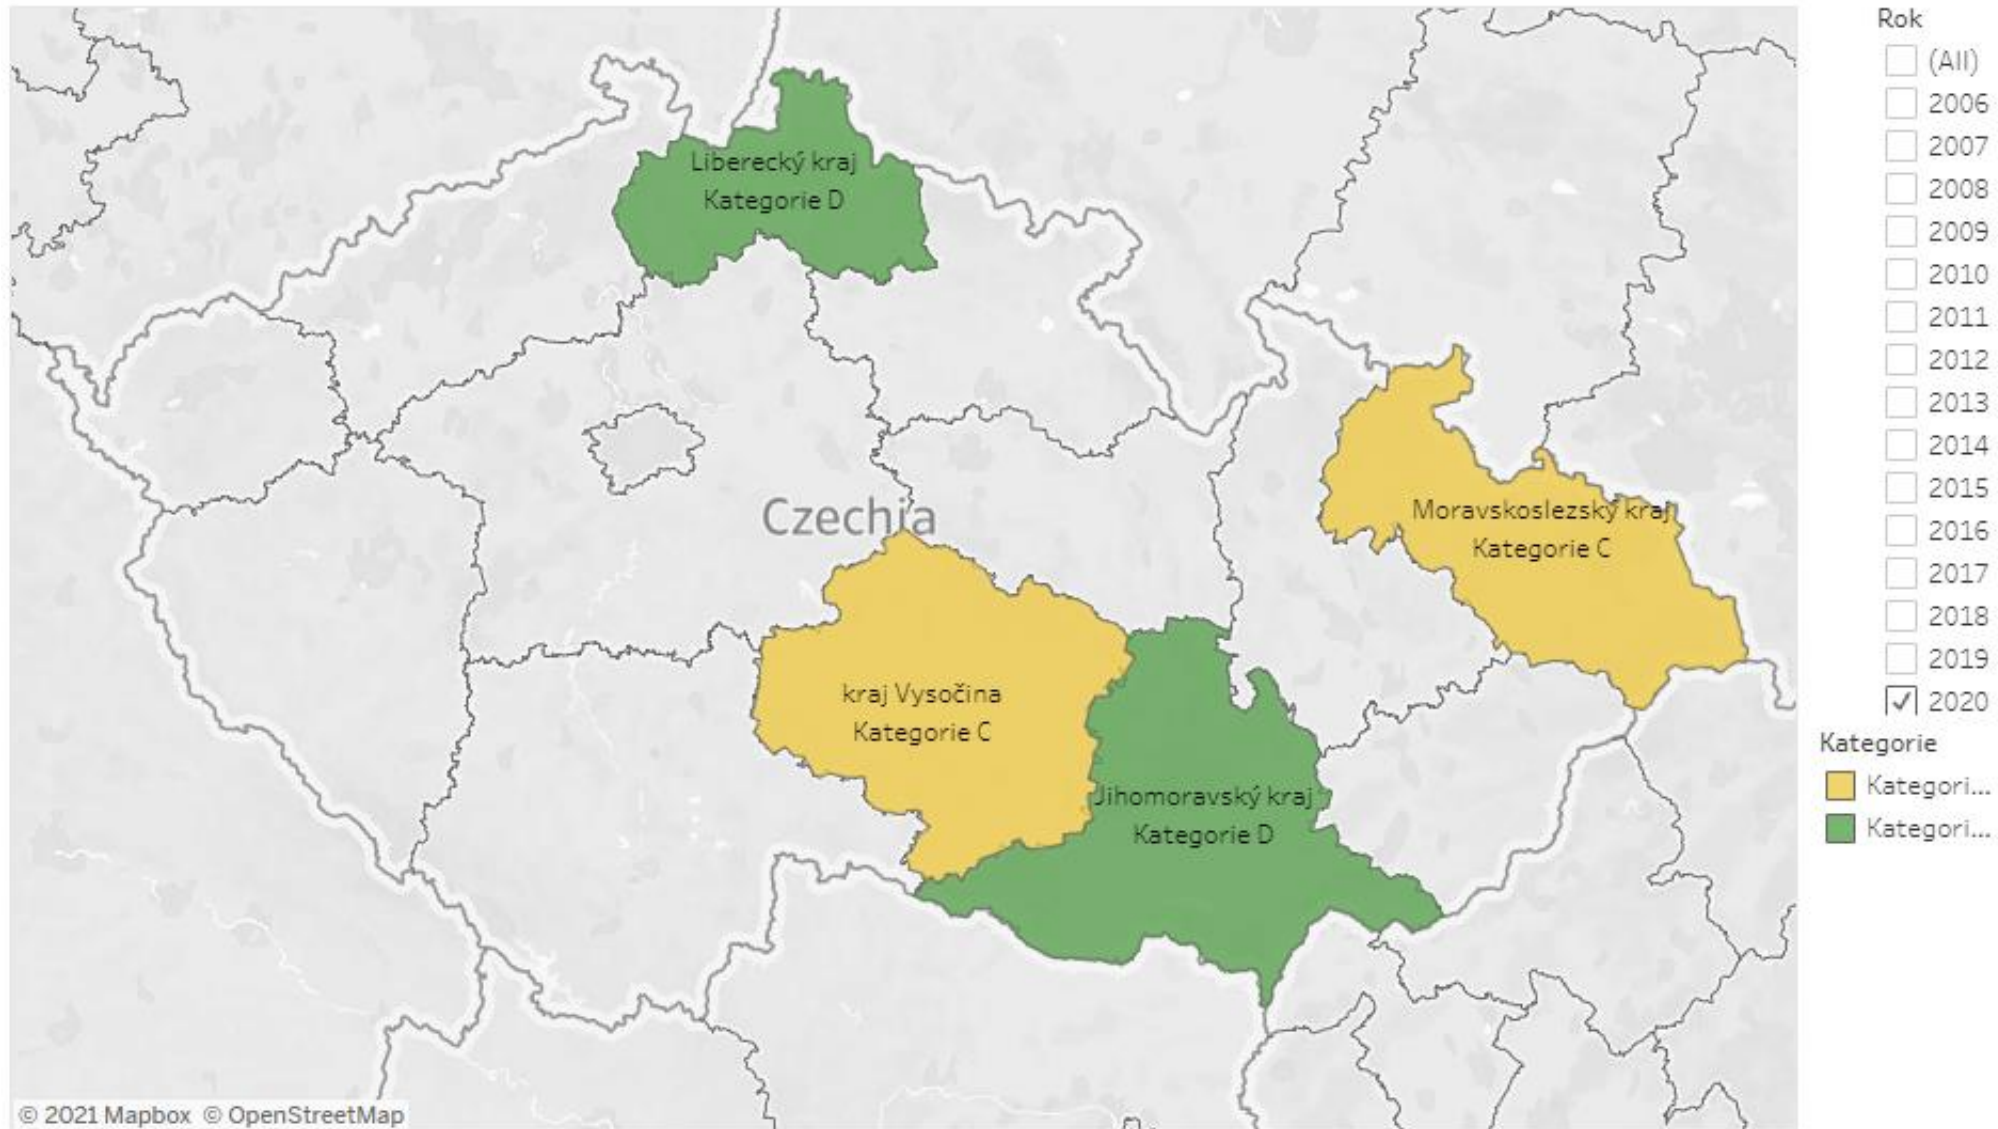 Liberecký kraj
Kategorie D
Czechia
Moravskoslezský kraj
Kategorie C
kraj Vysočina
Kategorie C
Jihomoravský kraj
Kategorie D
© 2021 Mapbox © OpenStreetMap
Rok
(All)
2006
2007
2008
2009
2010
2011
2012
2013
2014
2015
2016
2017
2018
2019
2020
Kategorie
Kategori...
Kategori...